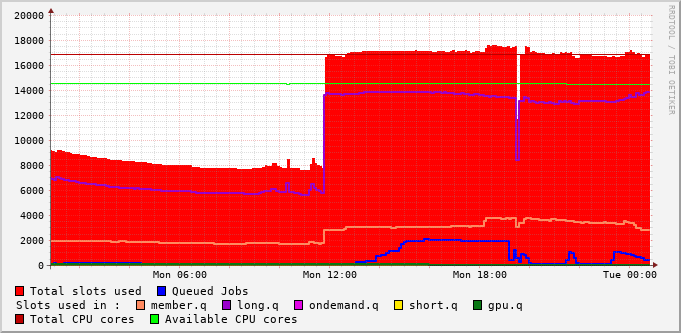 20000
18000
16000
14000
12000
10000
8000
6000
4000
2000
0
Mon 06:00 Mon 12:00 Mon 18:00 Tue 00:00
RRDTOOL / TOBI OETIKER
Total slots used Queued Jobs
Slots used in : member.q long.q ondemand.q short.q gpu.q
Total CPU cores Available CPU cores